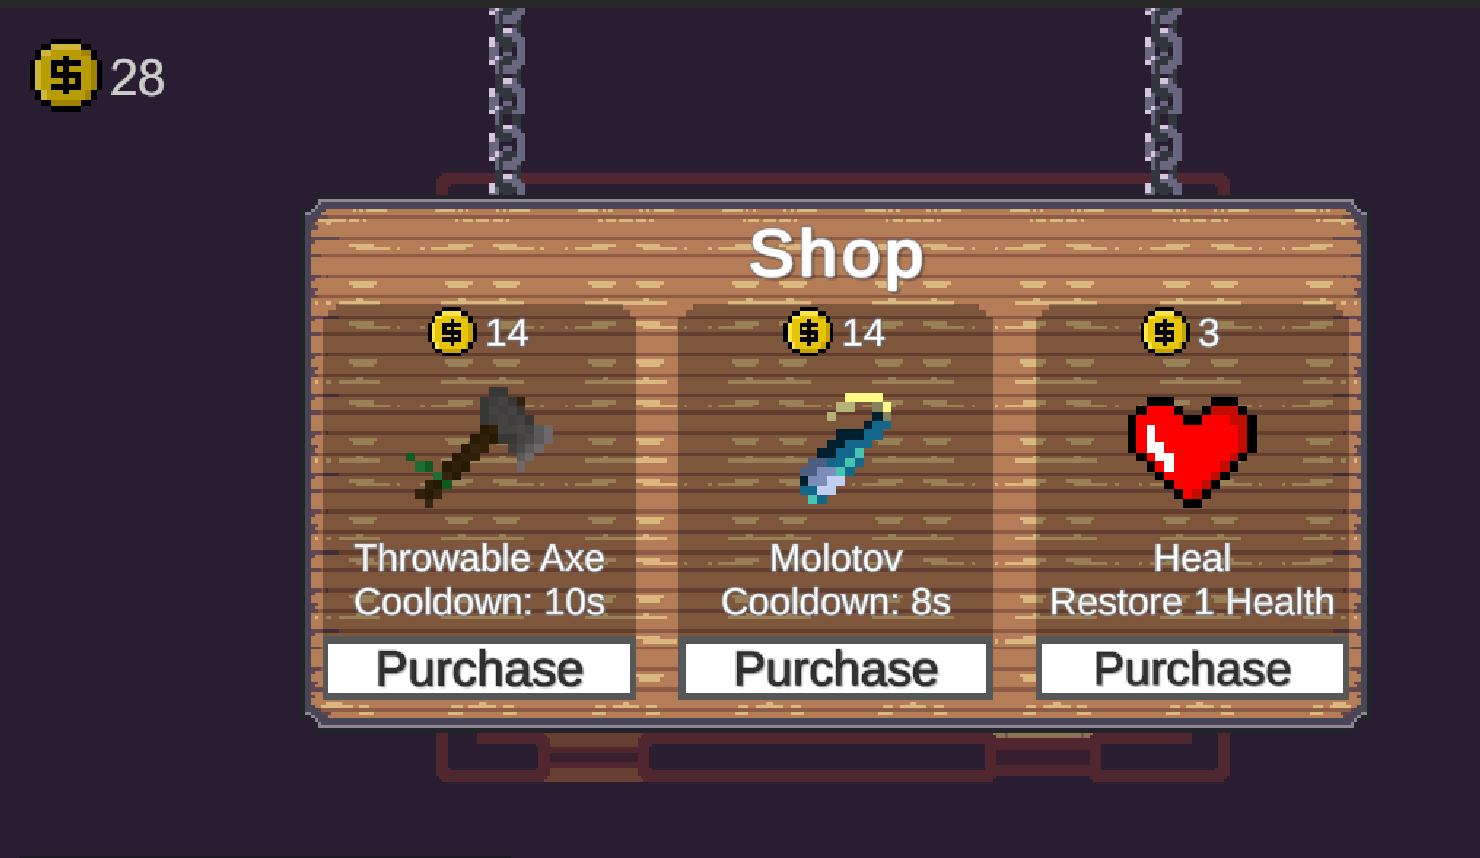 $ 28
Shop
$ 14
$ 14
$ 3
Throwable Axe
Cooldown: 10s
Molotov
Cooldown: 8s
Heal
Restore 1 Health
Purchase
Purchase
Purchase